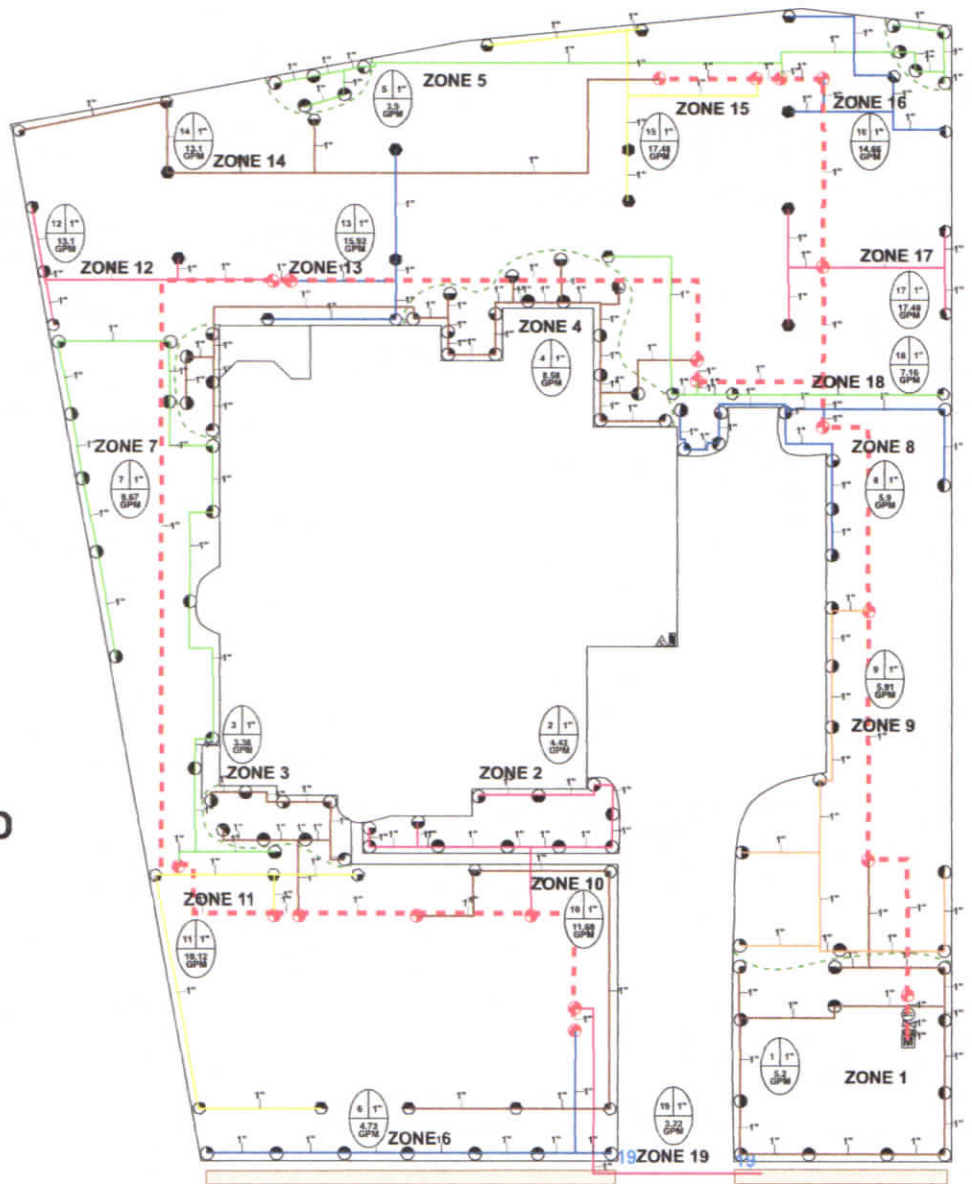 ZONE 5
5 1"
3.9
GPM
ZONE 15
15 1"
17.48
GPM
ZONE 16
16 1"
14.66
GPM
14 1"
13.1
GPM
ZONE 14
12 1"
13.1
GPM
ZONE 12
13 1"
15.92
GPM
ZONE 13
ZONE 17
17 1"
17.48
GPM
ZONE 4
4 1"
8.58
GPM
18 1"
7.16
GPM
ZONE 18
ZONE 7
7 1"
8.67
GPM
ZONE 8
8 1"
5.9
GPM
9 1"
5.91
GPM
ZONE 9
3 1"
3.38
GPM
ZONE 3
2 1"
4.42
GPM
ZONE 2
ZONE 11
11 1"
GPM
ZONE 10
10 1"
11.68
GPM
1 1"
5.2
GPM
ZONE 1
M
6 1"
4.73
GPM
ZONE 6
19 1"
3.22
GPM
19
ZONE 19
19